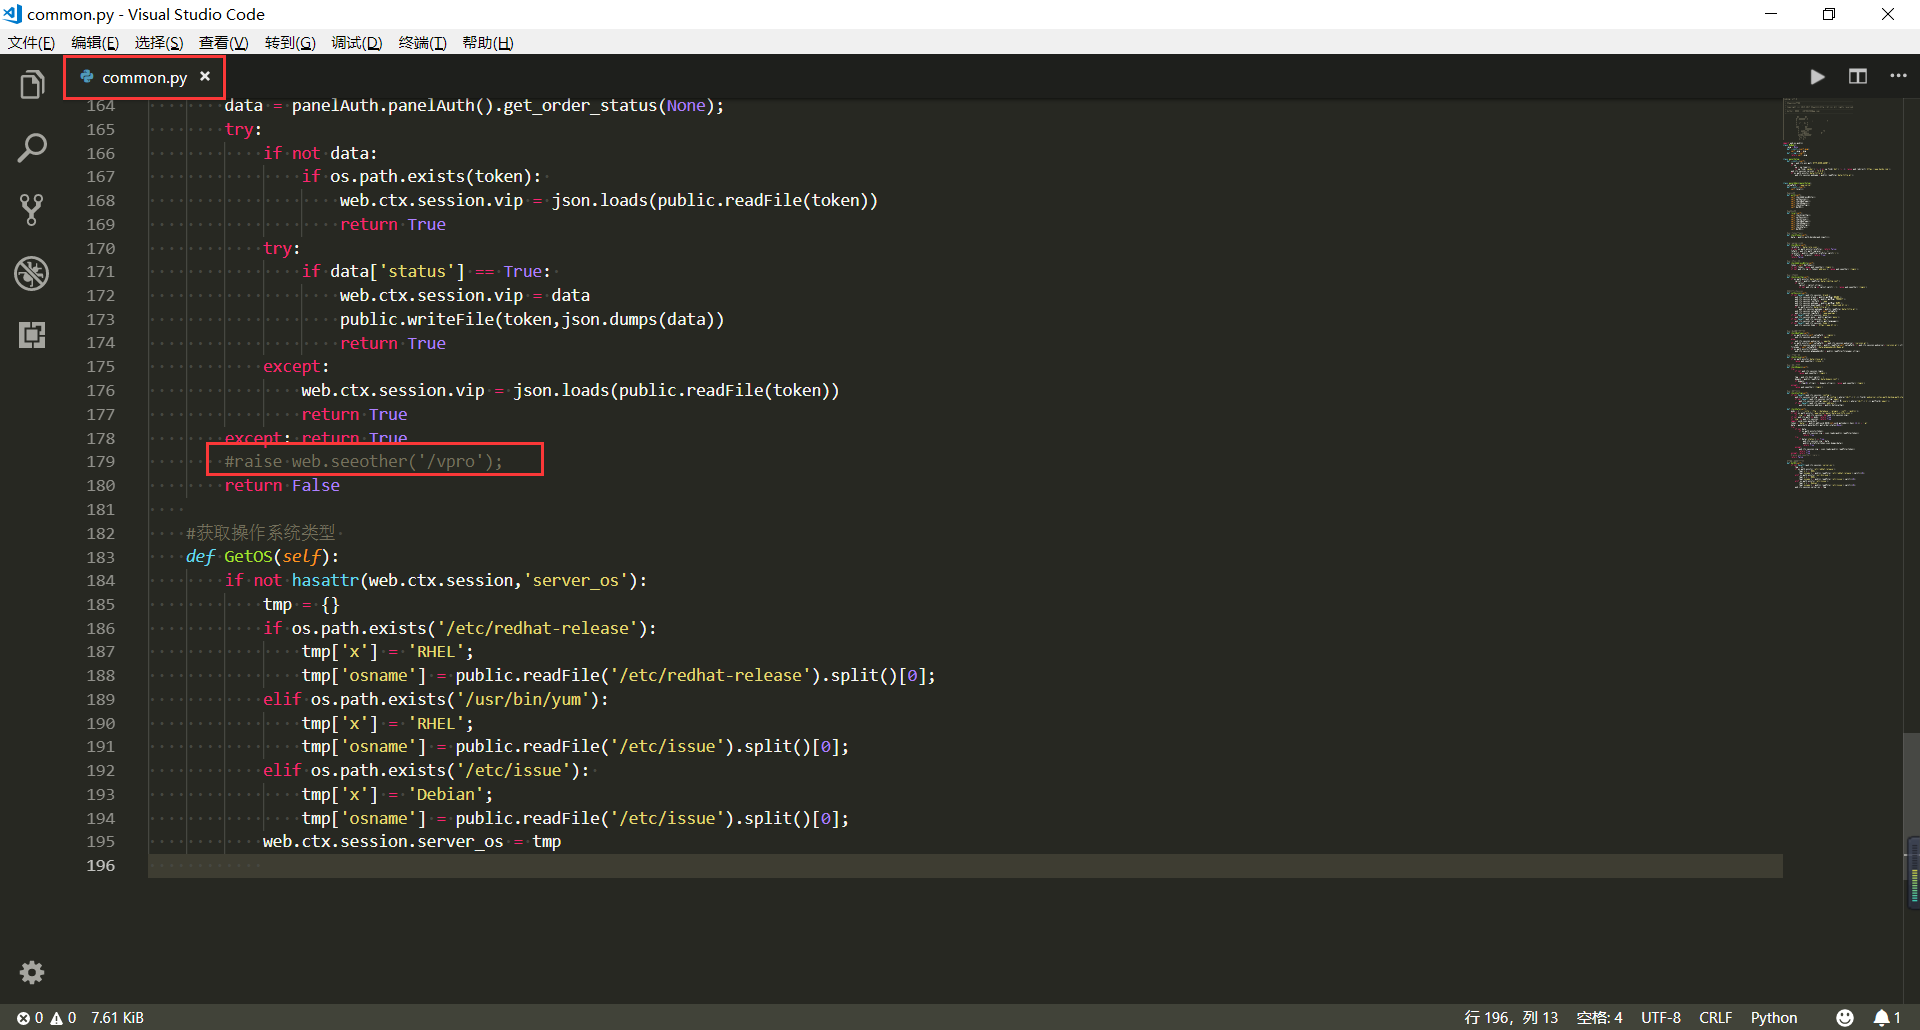 common.py - Visual Studio Code
文件(F) 编辑(E) 选择(S) 查看(V) 转到(G) 调试(D) 终端(T) 帮助(H)
common.py
164 data = panelAuth.panelAuth().get_order_status(None);
165 try:
166 if not data:
167 if os.path.exists(token):
168 web.ctx.session.vip = json.loads(public.readFile(token))
169 return True
170 try:
171 if data['status'] == True:
172 web.ctx.session.vip = data
173 public.writeFile(token,json.dumps(data))
174 return True
175 except:
176 web.ctx.session.vip = json.loads(public.readFile(token))
177 return True
178 except: return True
179 #raise web.seeother('/vpro');
180 return False
181
182 #获取操作系统类型
183 def GetOS(self):
184 if not hasattr(web.ctx.session,'server_os'):
185 tmp = {}
186 if os.path.exists('/etc/redhat-release'):
187 tmp['x'] = 'RHEL';
188 tmp['osname'] = public.readFile('/etc/redhat-release').split()[0];
189 elif os.path.exists('/usr/bin/yum'):
190 tmp['x'] = 'RHEL';
191 tmp['osname'] = public.readFile('/etc/issue').split()[0];
192 elif os.path.exists('/etc/issue'):
193 tmp['x'] = 'Debian';
194 tmp['osname'] = public.readFile('/etc/issue').split()[0];
195 web.ctx.session.server_os = tmp
196
0 0 7.61 KiB 行 196，列 13 空格: 4 UTF-8 CRLF Python 1